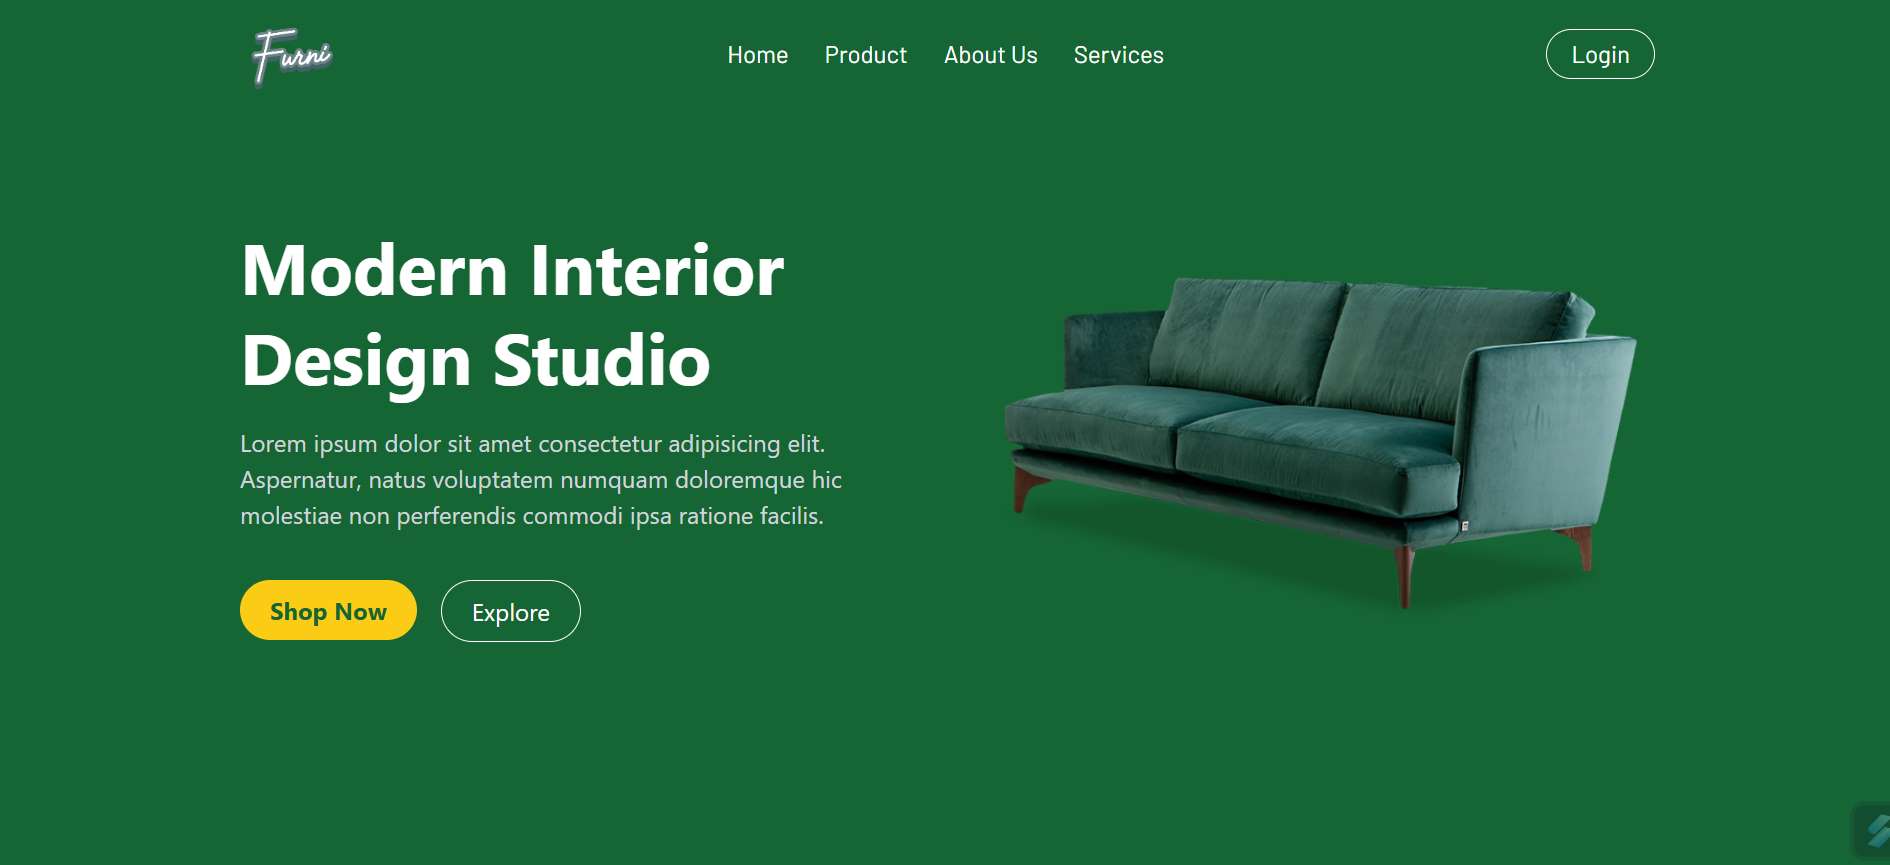 Furni
Home Product About Us Services
Login
Modern Interior
Design Studio
Lorem ipsum dolor sit amet consectetur adipisicing elit.
Aspernatur, natus voluptatem numquam doloremque hic
molestiae non perferendis commodi ipsa ratione facilis.
Shop Now
Explore